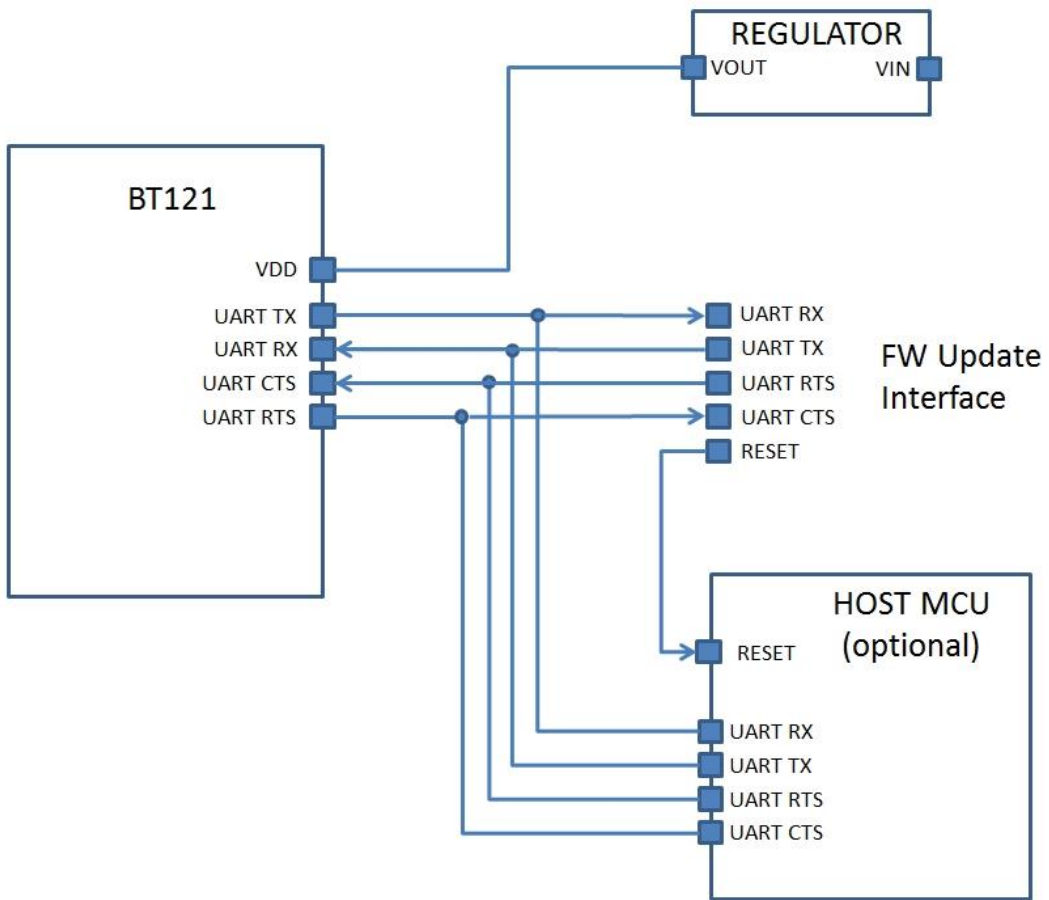 REGULATOR
VOUT
VIN
BT121
VDD
UART TX
UART RX
UART CTS
UART RTS
UART RX
UART TX
UART RTS
UART CTS
RESET
FW Update
Interface
HOST MCU
(optional)
RESET
UART RX
UART TX
UART RTS
UART CTS